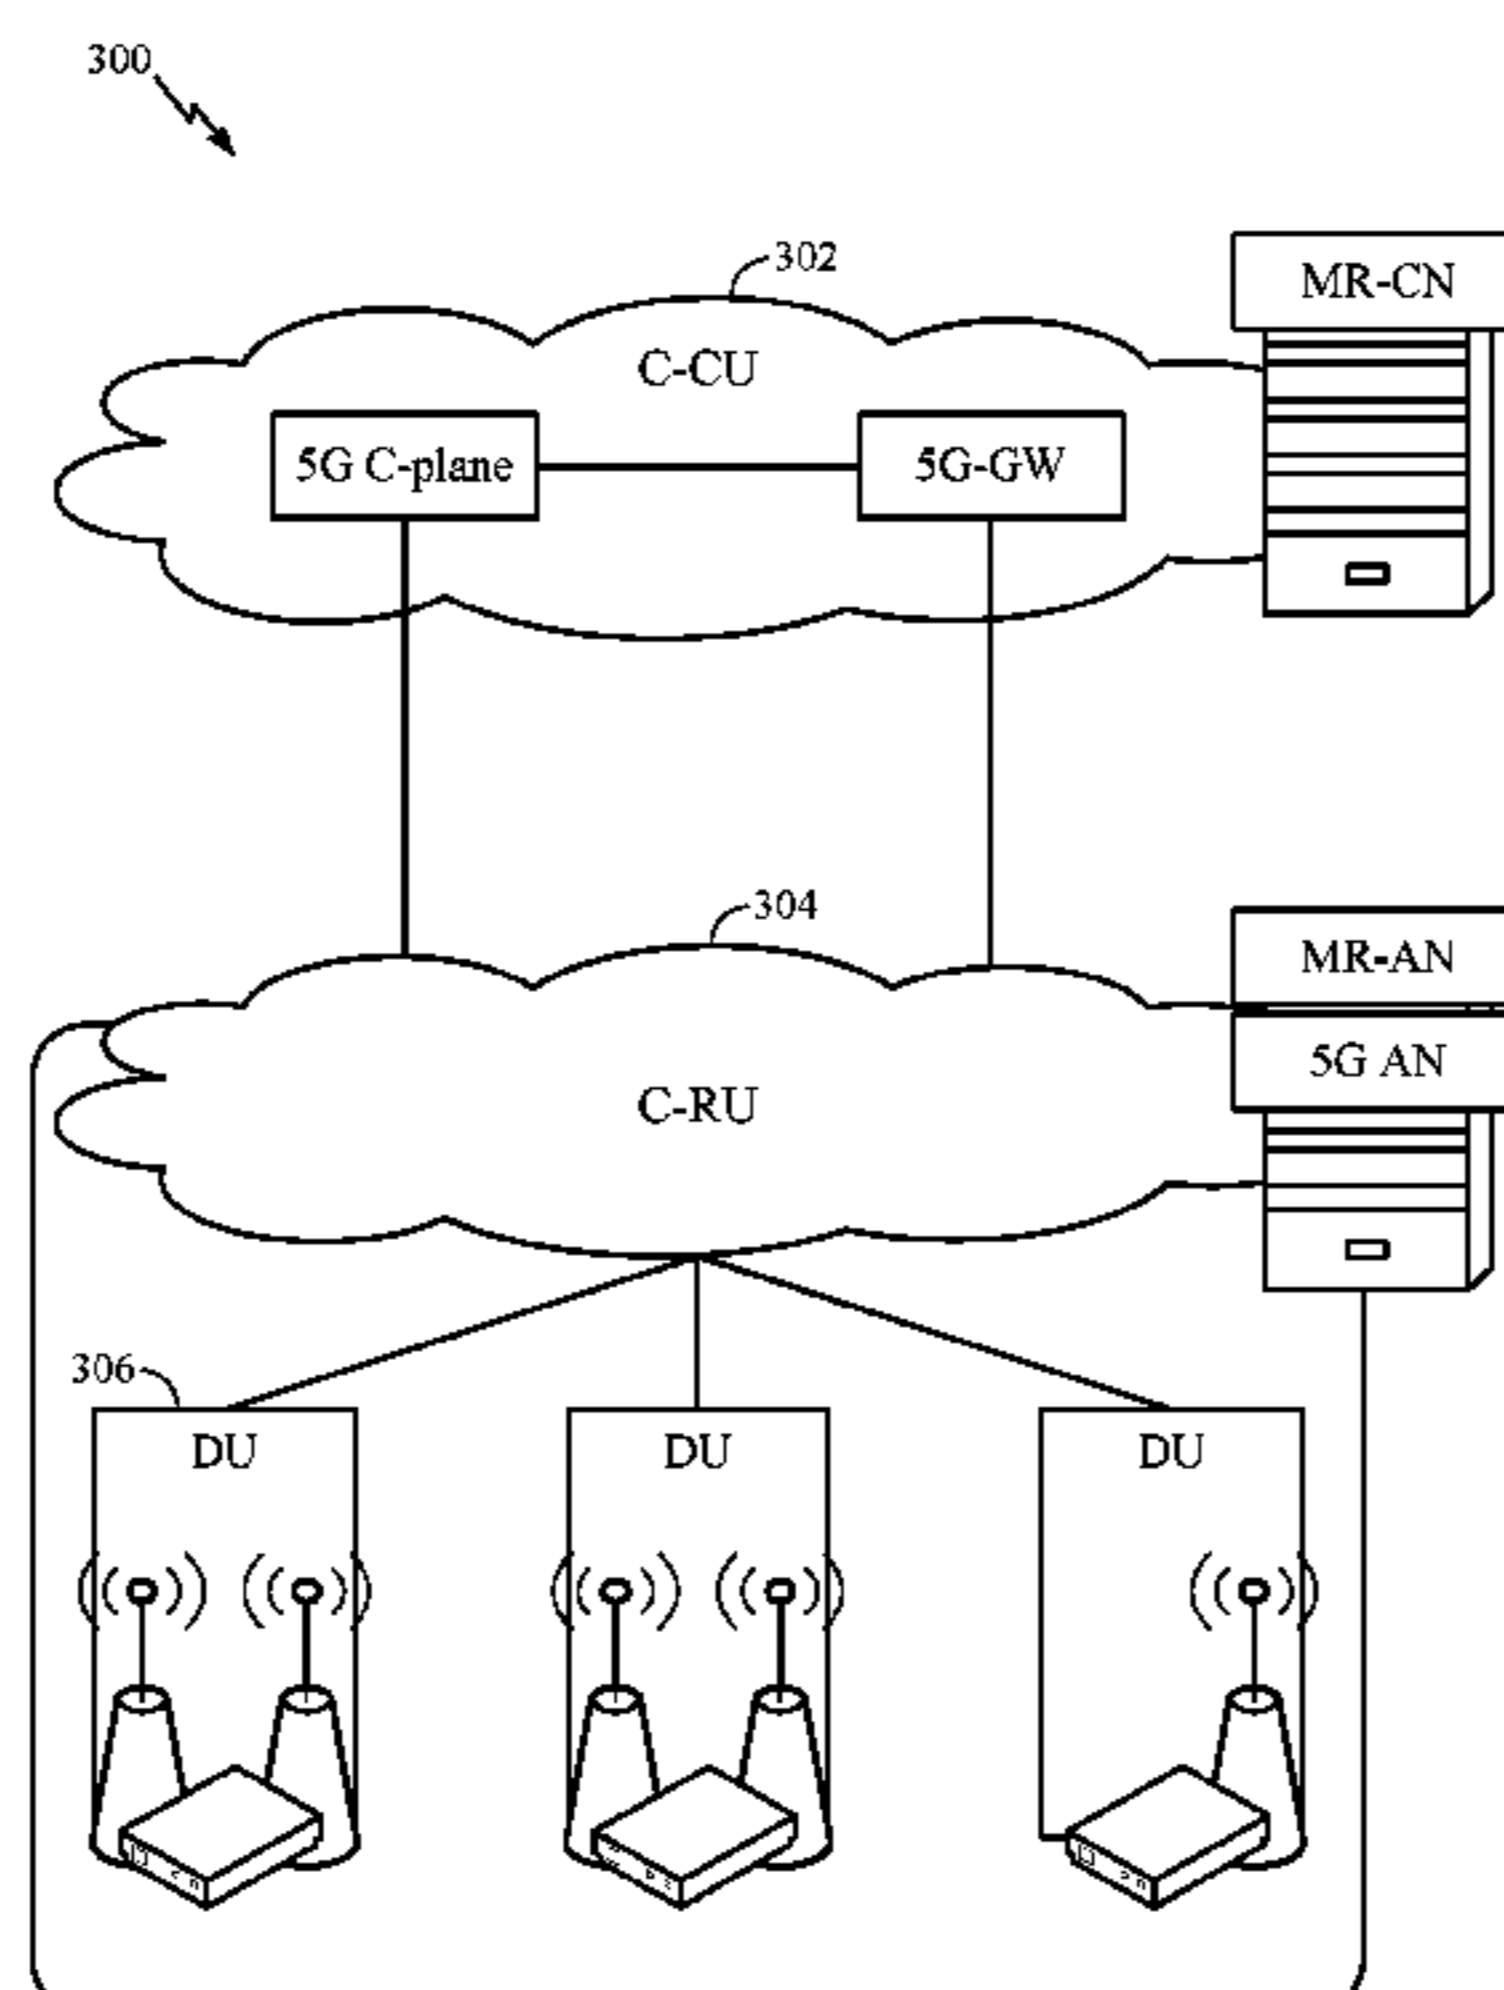 300
302
MR-CN
C-CU
5G C-plane
5G-GW
304
MR-AN
5G AN
C-RU
306
DU
DU
DU